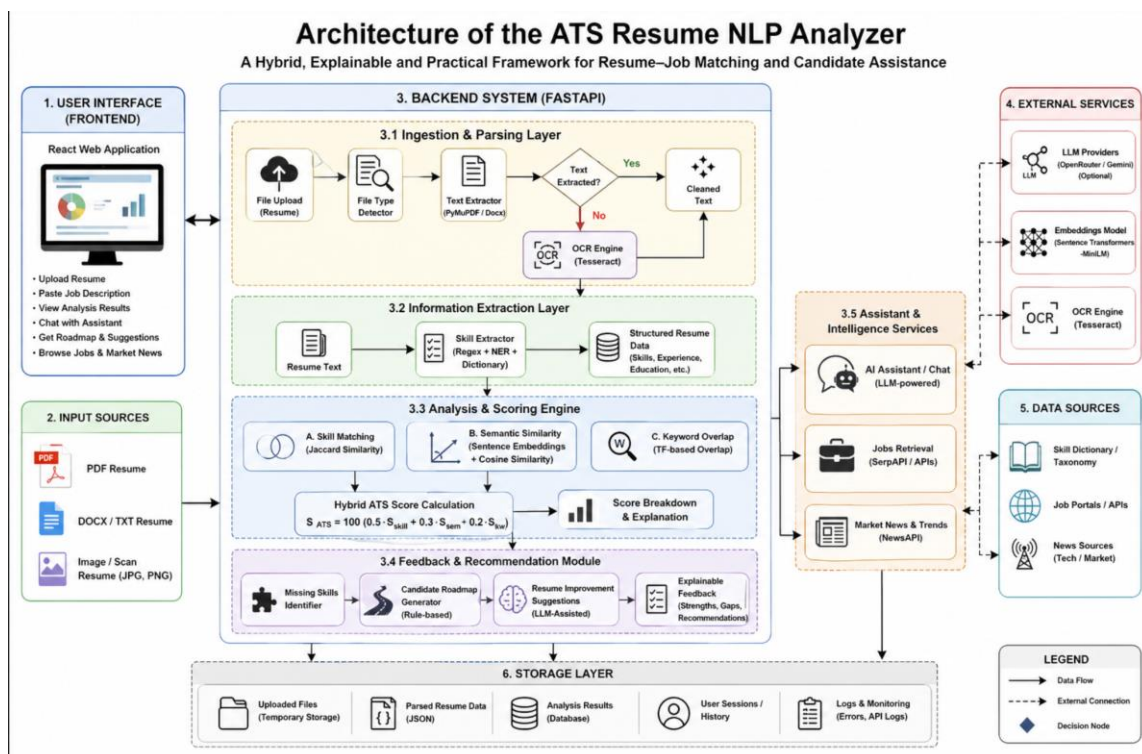 Architecture of the ATS Resume NLP Analyzer
A Hybrid, Explainable and Practical Framework for Resume–Job Matching and Candidate Assistance
1. USER INTERFACE
(FRONTEND)
React Web Application
• Upload Resume
• Paste Job Description
• View Analysis Results
• Chat with Assistant
• Get Roadmap & Suggestions
• Browse Jobs & Market News
2. INPUT SOURCES
PDF
PDF Resume
DOCX / TXT Resume
Image / Scan
Resume (JPG, PNG)
3. BACKEND SYSTEM (FASTAPI)
3.1 Ingestion & Parsing Layer
File Upload
(Resume)
File Type
Detector
Text Extractor
(PyMuPDF / Docx)
Text
Extracted?
Yes
No
Cleaned
Text
OCR
OCR Engine
(Tesseract)
3.2 Information Extraction Layer
Resume Text
Skill Extractor
(Regex + NER +
Dictionary)
Structured Resume
Data
(Skills, Experience,
Education, etc.)
3.3 Analysis & Scoring Engine
A. Skill Matching
(Jaccard Similarity)
B. Semantic Similarity
(Sentence Embeddings
+ Cosine Similarity)
W
C. Keyword Overlap
(TF-based Overlap)
Hybrid ATS Score Calculation
S ATS = 100 (0.5 · Sskill + 0.3 · Ssem + 0.2 · Skw)
Score Breakdown
& Explanation
3.4 Feedback & Recommendation Module
Missing Skills
Identifier
Candidate Roadmap
Generator
(Rule-based)
Resume Improvement
Suggestions
(LLM-Assisted)
Explainable
Feedback
(Strengths, Gaps,
Recommendations)
3.5 Assistant
& Intelligence Services
AI Assistant / Chat
(LLM-powered)
Jobs Retrieval
(SerpAPI / APIs)
Market News & Trends
(NewsAPI)
4. EXTERNAL SERVICES
LLM
LLM Providers
(OpenRouter / Gemini)
(Optional)
Embeddings Model
(Sentence Transformers
-MiniLM)
OCR
OCR Engine
(Tesseract)
5. DATA SOURCES
Skill Dictionary /
Taxonomy
Job Portals / APIs
News Sources
(Tech / Market)
6. STORAGE LAYER
Uploaded Files
(Temporary Storage)
{ }
Parsed Resume Data
(JSON)
Analysis Results
(Database)
User Sessions /
History
Logs & Monitoring
(Errors, API Logs)
LEGEND
Data Flow
External Connection
Decision Node